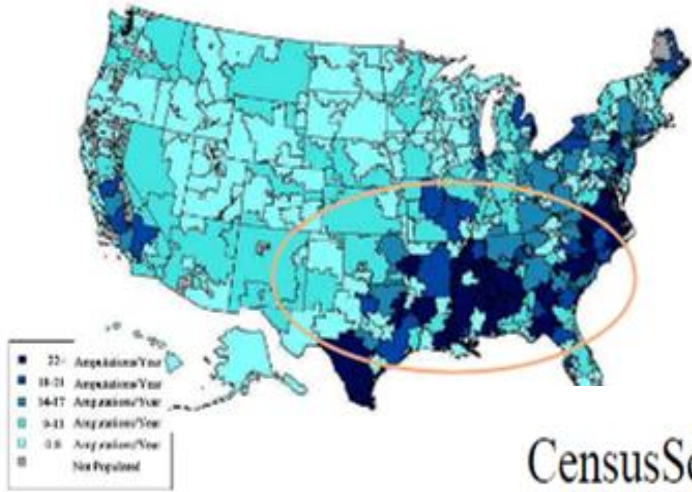 22+ Amputations/Year
18-21 Amputations/Year
14-17 Amputations/Year
9-13 Amputations/Year
0-8 Amputations/Year
Not Populated
CensusSc